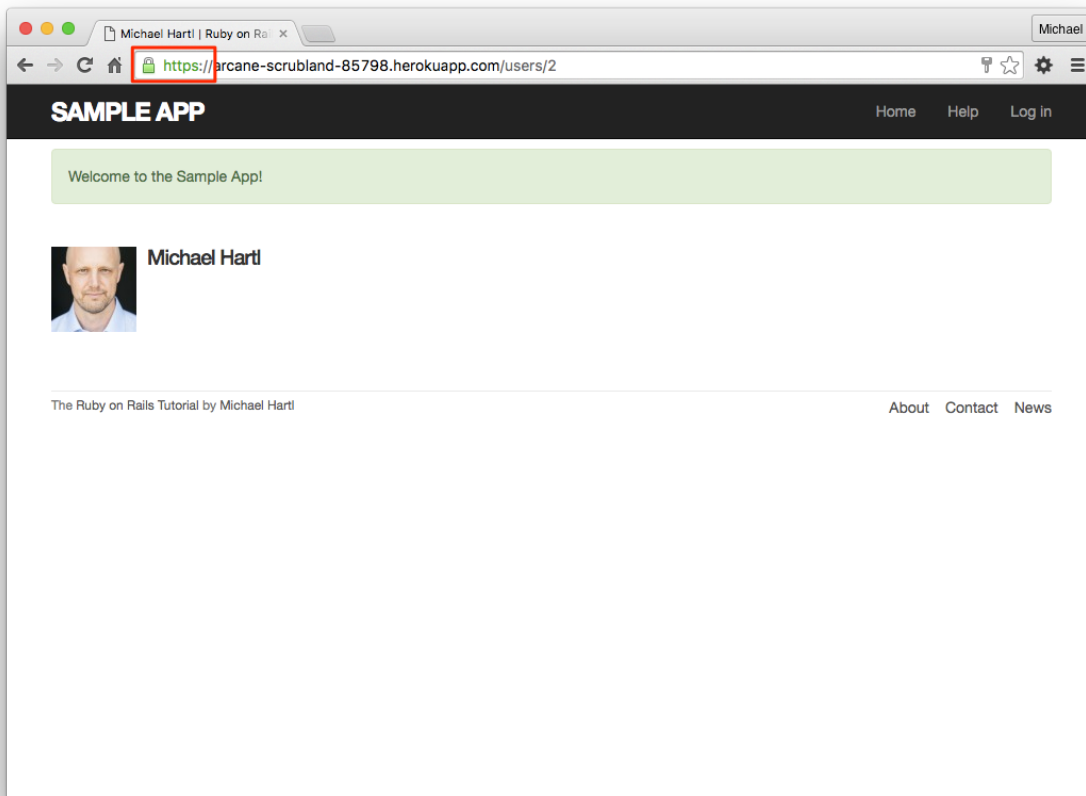 Michael Hartl | Ruby on Rai
Michael
https://arcane-scrubland-85798.herokuapp.com/users/2
SAMPLE APP
Home Help Log in
Welcome to the Sample App!
Michael Hartl
The Ruby on Rails Tutorial by Michael Hartl
About Contact News